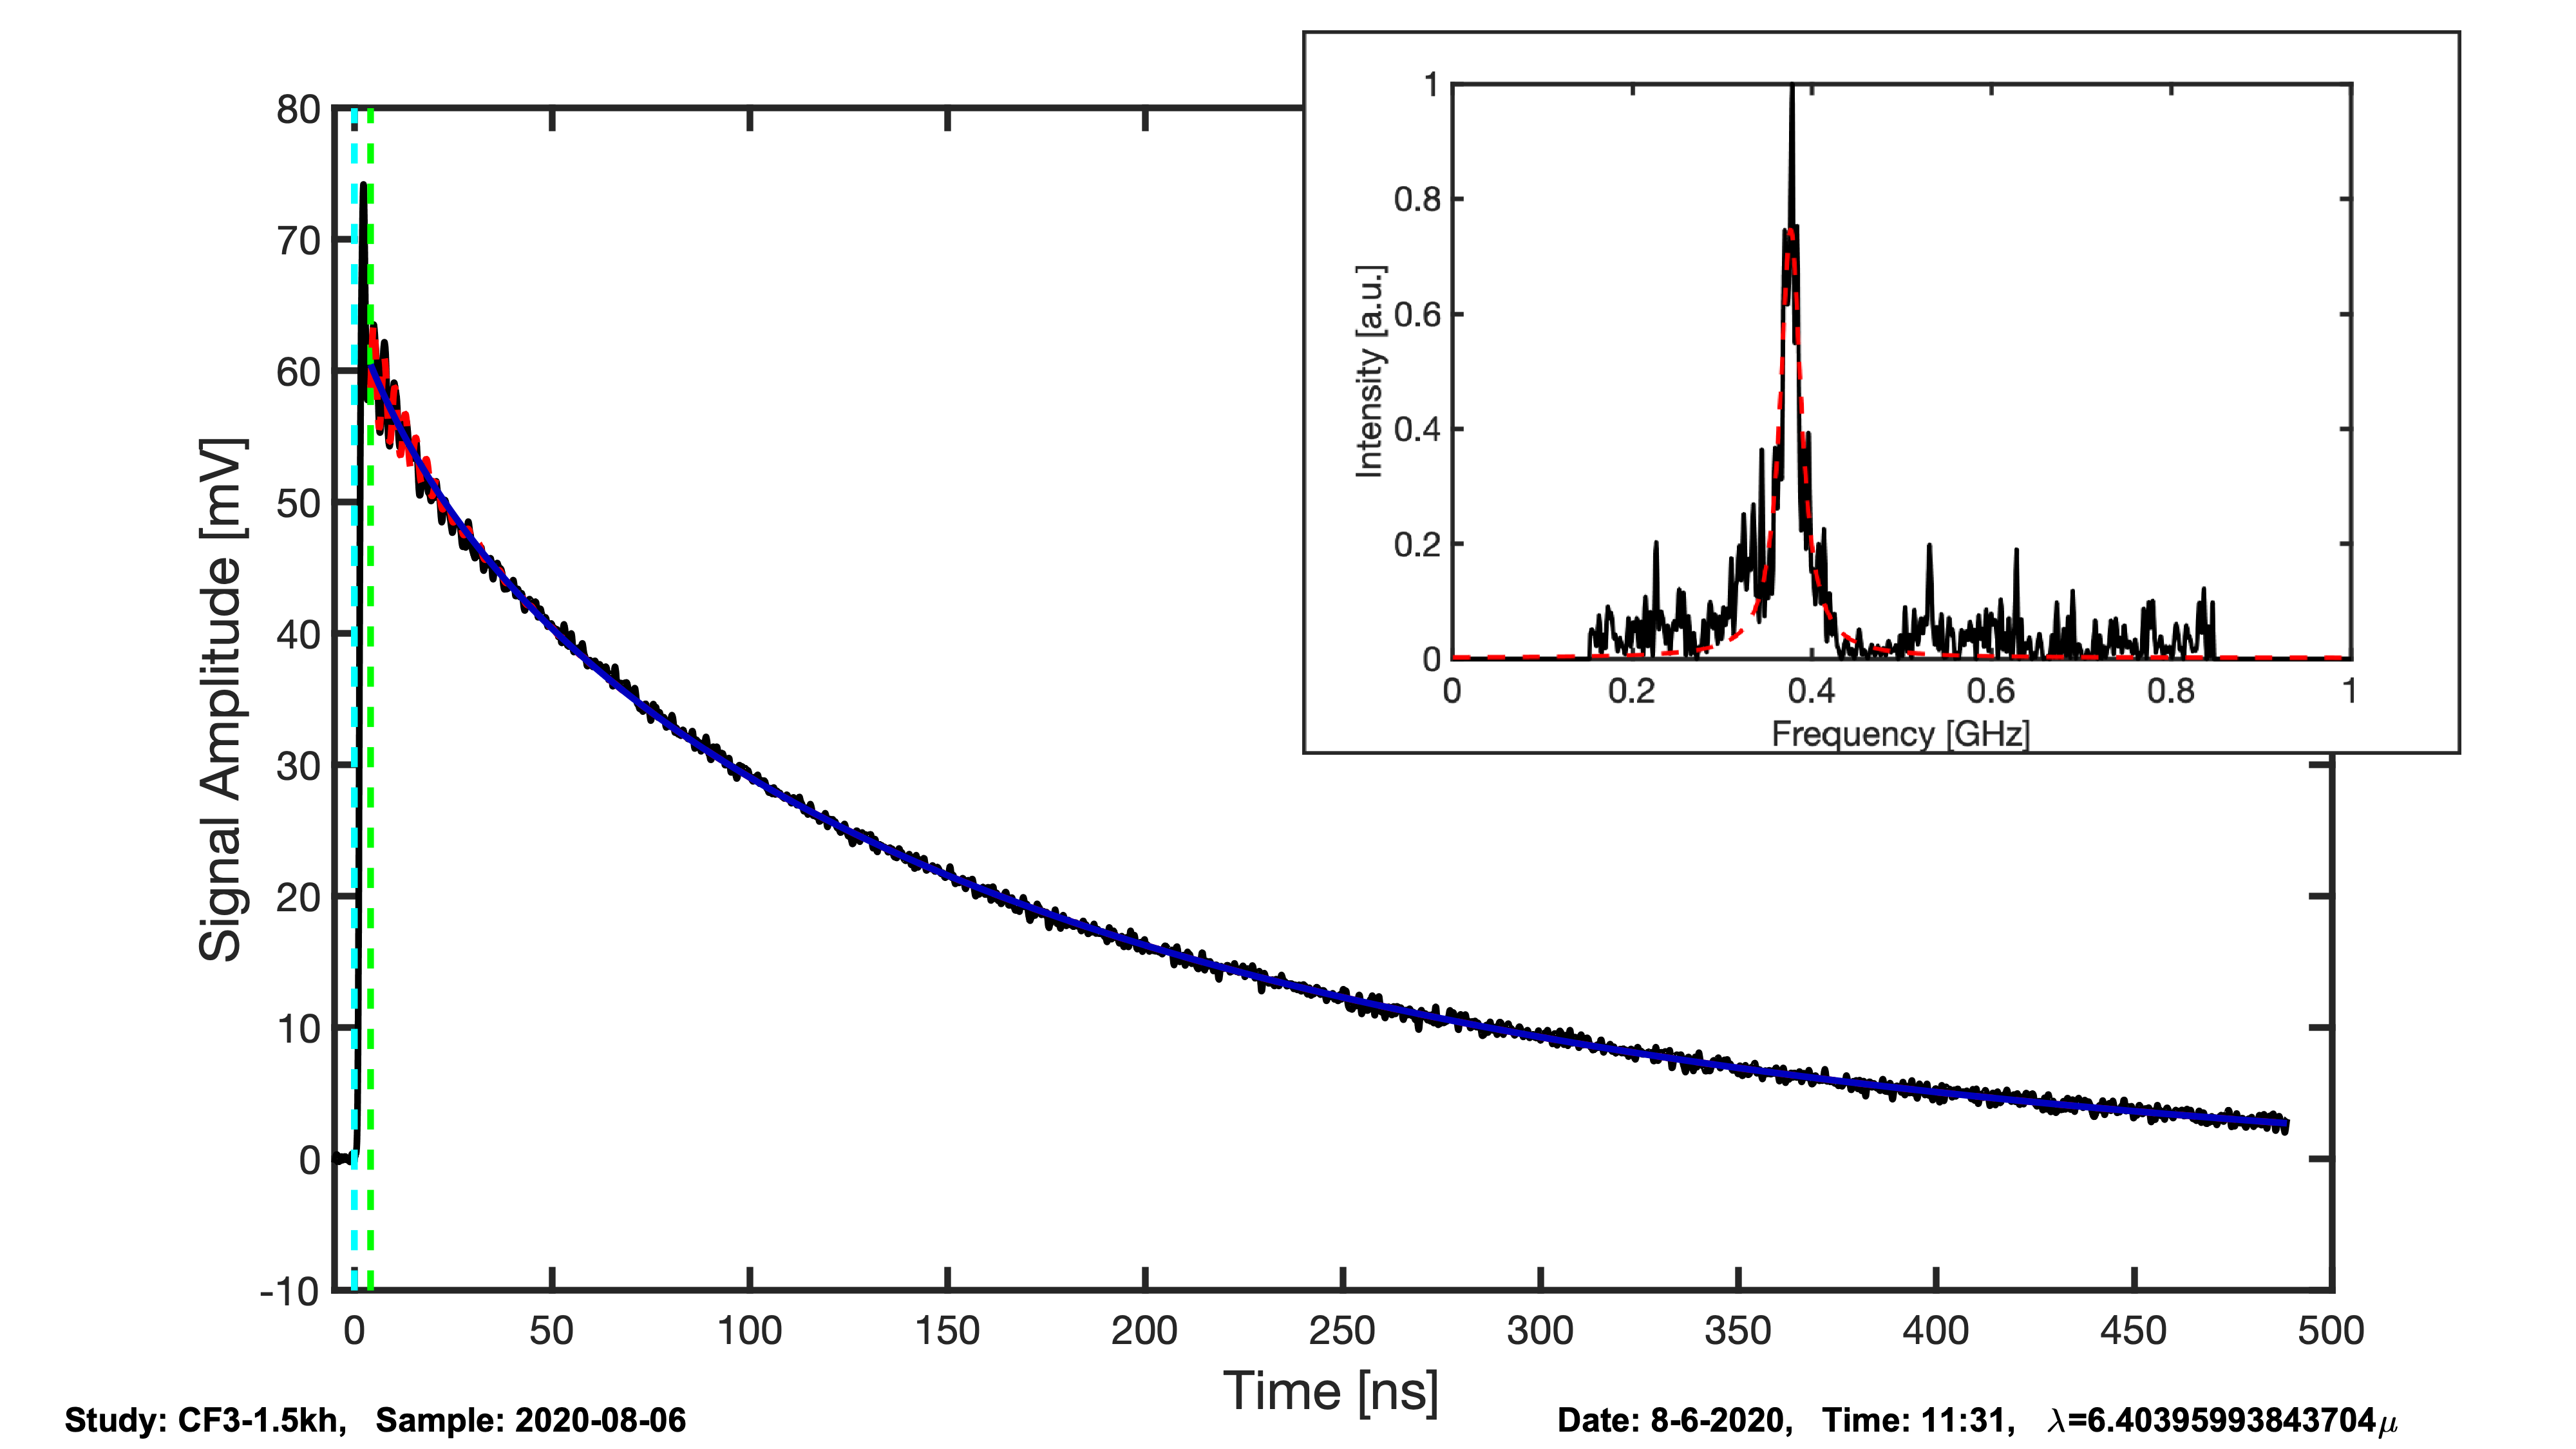 1
0.8
0.6
0.4
0.2
0
0 0.2 0.4 0.6 0.8 1
Intensity [a.u.]
Frequency [GHz]
80
70
60
50
40
30
20
10
0
-10
0 50 100 150 200 250 300 350 400 450 500
Signal Amplitude [mV]
Time [ns]
Study: CF3-1.5kh, Sample: 2020-08-06
Date: 8-6-2020, Time: 11:31, λ=6.40395993843704μ